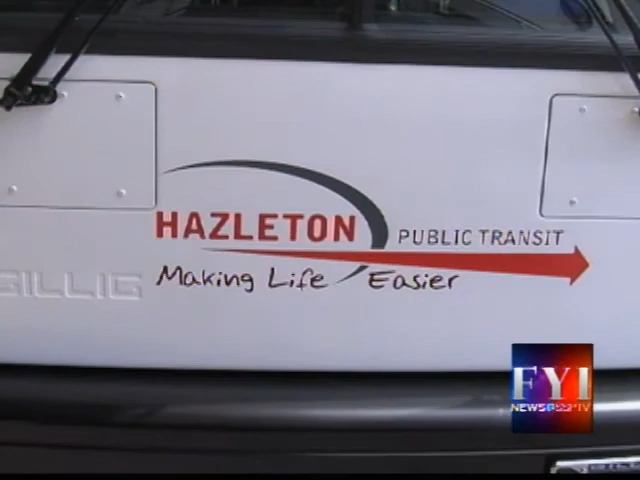 HAZLETON
PUBLIC TRANSIT
Making Life Easier
GILLIG
FYI